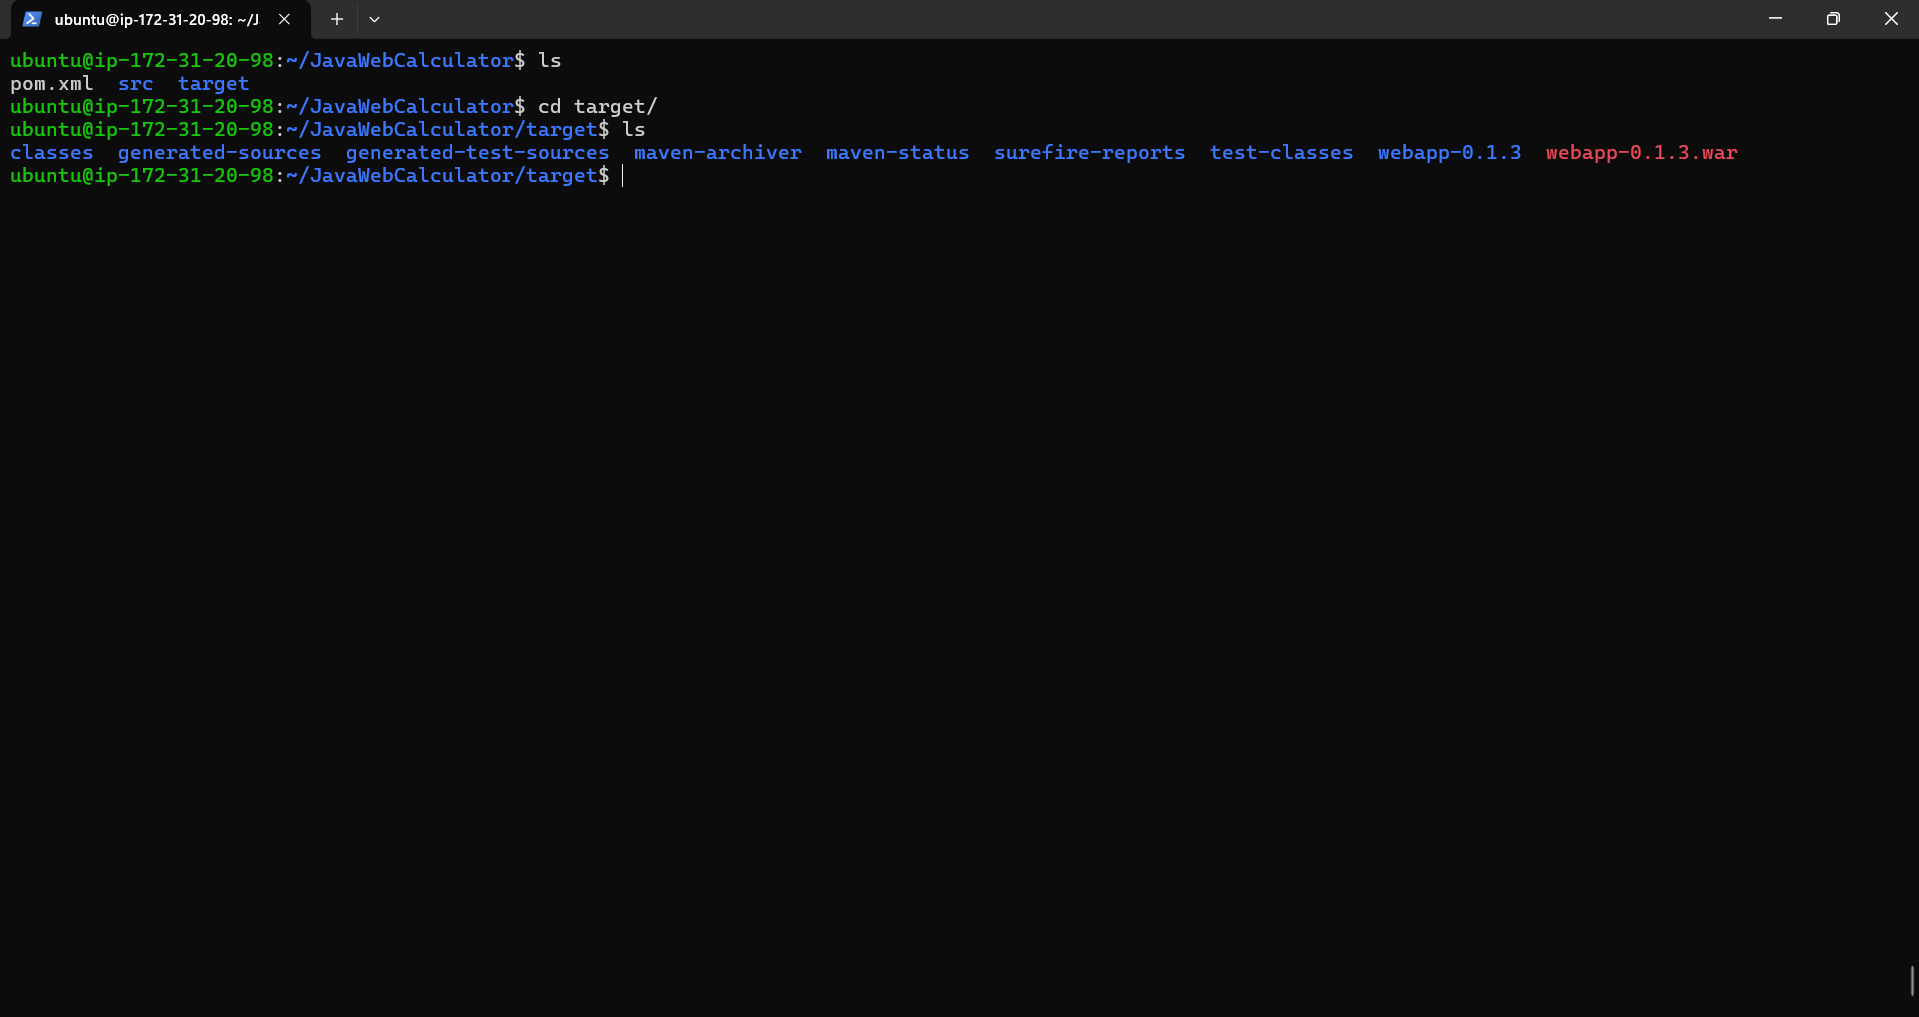 ubuntu@ip-172-31-20-98: ~/J
ubuntu@ip-172-31-20-98:~/JavaWebCalculator$ ls
pom.xml  src  target
ubuntu@ip-172-31-20-98:~/JavaWebCalculator$ cd target/
ubuntu@ip-172-31-20-98:~/JavaWebCalculator/target$ ls
classes  generated-sources  generated-test-sources  maven-archiver  maven-status  surefire-reports  test-classes  webapp-0.1.3  webapp-0.1.3.war
ubuntu@ip-172-31-20-98:~/JavaWebCalculator/target$